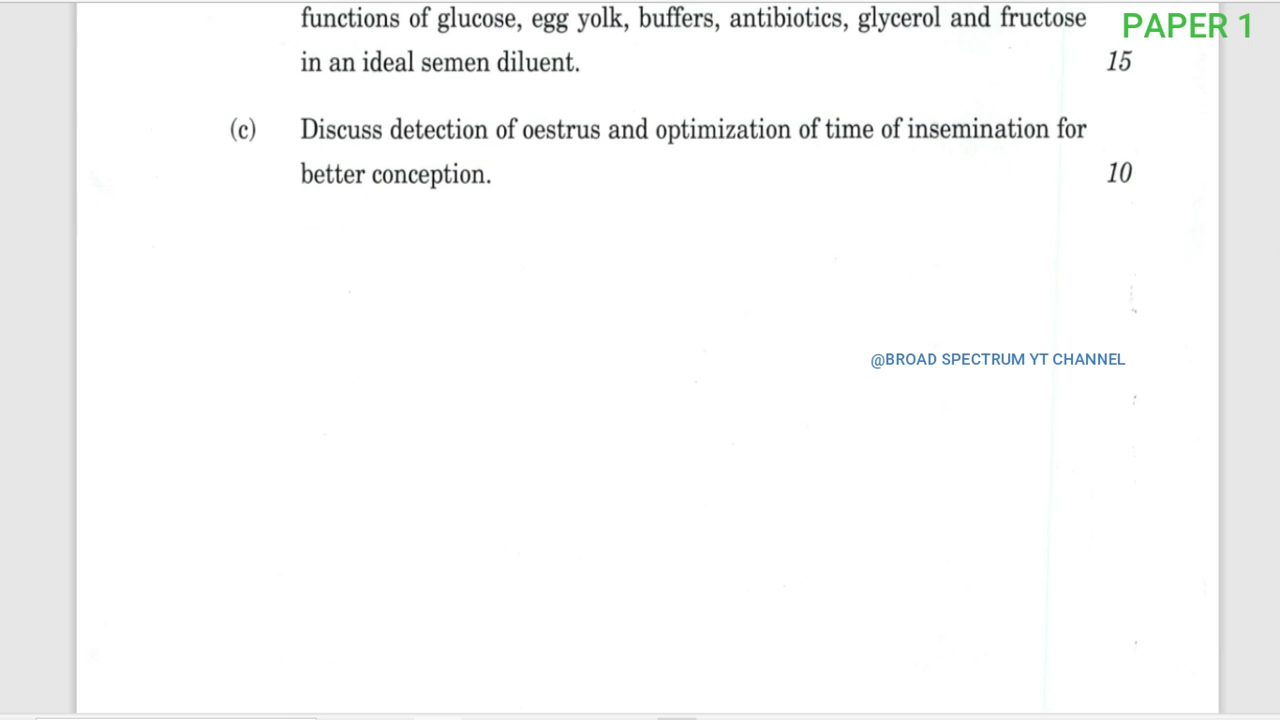 functions of glucose, egg yolk, buffers, antibiotics, glycerol and fructose
PAPER 1
in an ideal semen diluent. 15
(c) Discuss detection of oestrus and optimization of time of insemination for
better conception. 10
@BROAD SPECTRUM YT CHANNEL